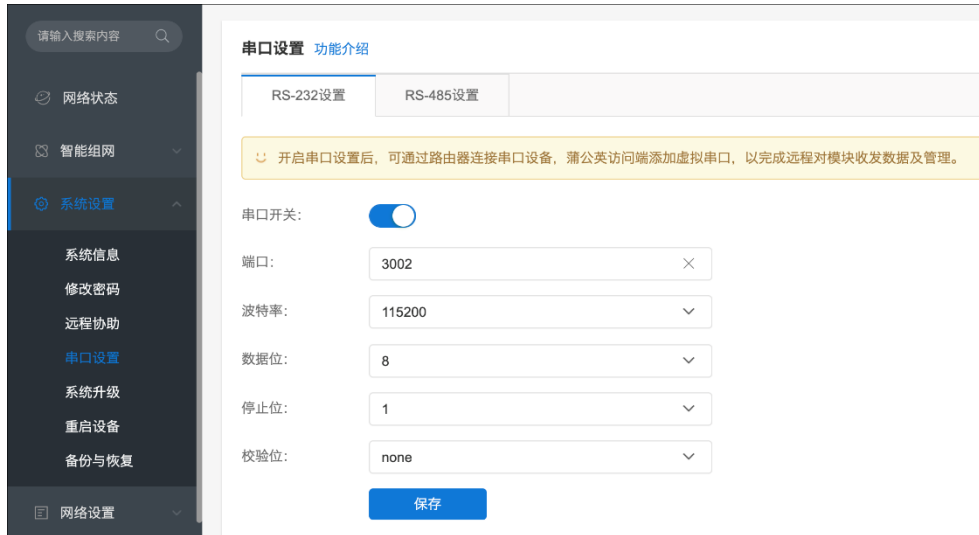 请输入搜索内容
网络状态
智能组网
系统设置
系统信息
修改密码
远程协助
串口设置
系统升级
重启设备
备份与恢复
网络设置
串口设置 功能介绍
RS-232设置 RS-485设置
开启串口设置后，可通过路由器连接串口设备，蒲公英访问端添加虚拟串口，以完成远程对模块收发数据及管理。
串口开关：
端口： 3002
波特率： 115200
数据位： 8
停止位： 1
校验位： none
保存